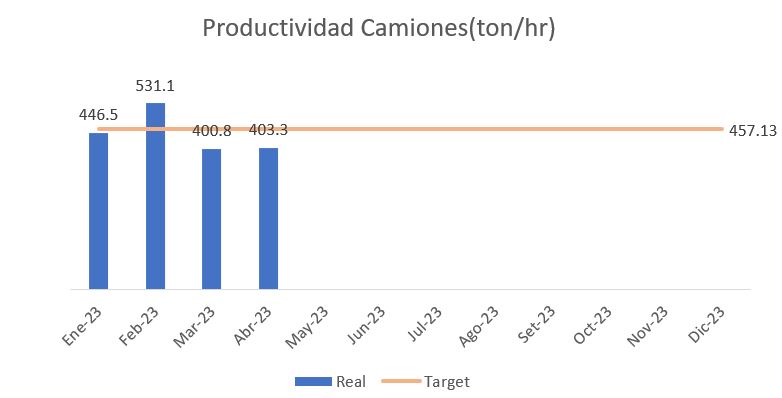 Productividad Camiones(ton/hr)
531.1
446.5
400.8 403.3
457.13
Ene-23 Feb-23 Mar-23 Abr-23 May-23 Jun-23 Jul-23 Ago-23 Set-23 Oct-23 Nov-23 Dic-23
Real Target